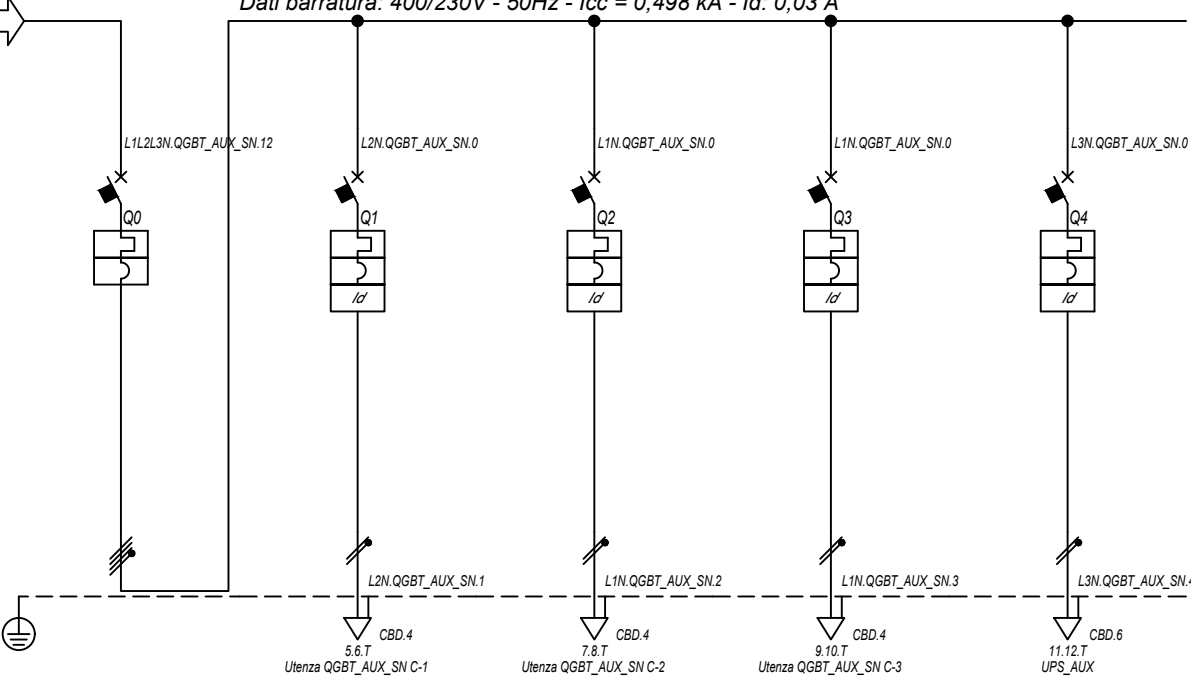 Dati barratura: 400/230V - 50Hz - Icc = 0,498 kA - Id: 0,03 A
L1L2L3N.QGBT_AUX_SN.12
L2N.QGBT_AUX_SN.0
L1N.QGBT_AUX_SN.0
L1N.QGBT_AUX_SN.0
L3N.QGBT_AUX_SN.0
Q0
Q1
Q2
Q3
Q4
Id
Id
Id
Id
L2N.QGBT_AUX_SN.1
L1N.QGBT_AUX_SN.2
L1N.QGBT_AUX_SN.3
L3N.QGBT_AUX_SN.4
CBD.4
CBD.4
CBD.4
CBD.6
5.6.T
7.8.T
9.10.T
11.12.T
Utenza QGBT_AUX_SN C-1
Utenza QGBT_AUX_SN C-2
Utenza QGBT_AUX_SN C-3
UPS_AUX